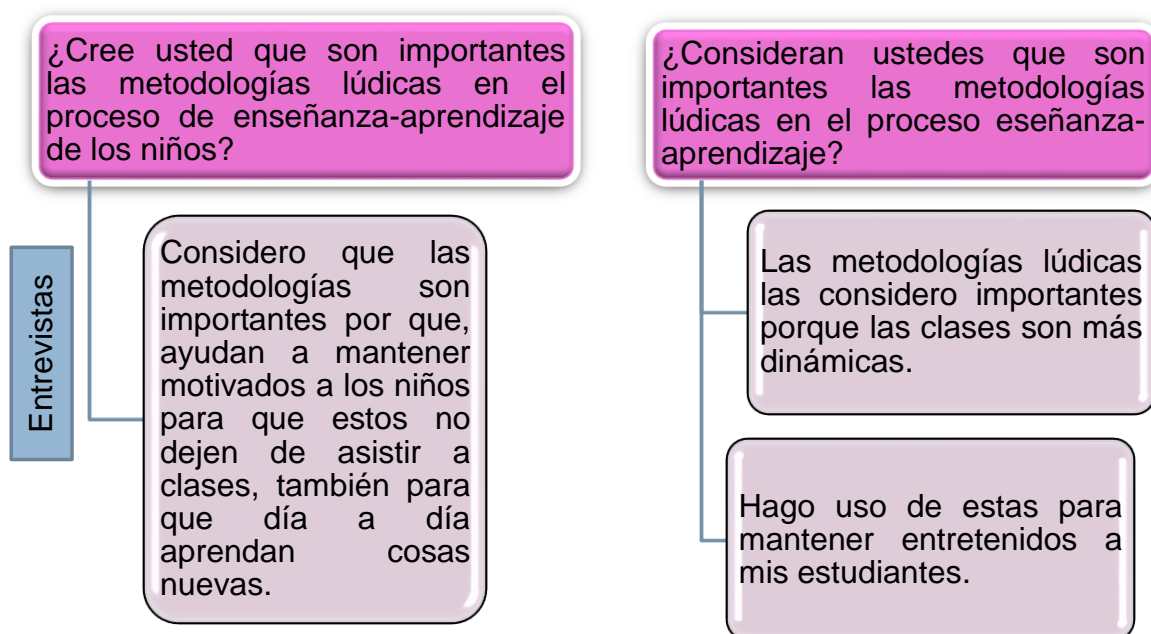 ¿Cree usted que son importantes
las metodologías lúdicas en el
proceso de enseñanza-aprendizaje
de los niños?
Entrevistas
Considero que las
metodologías son
importantes por que,
ayudan a mantener
motivados a los niños
para que estos no
dejen de asistir a
clases, también para
que día a día
aprendan cosas
nuevas.
¿Consideran ustedes que son
importantes las metodologías
lúdicas en el proceso eseñanza-
aprendizaje?
Las metodologías lúdicas
las considero importantes
porque las clases son más
dinámicas.
Hago uso de estas para
mantener entretenidos a
mis estudiantes.